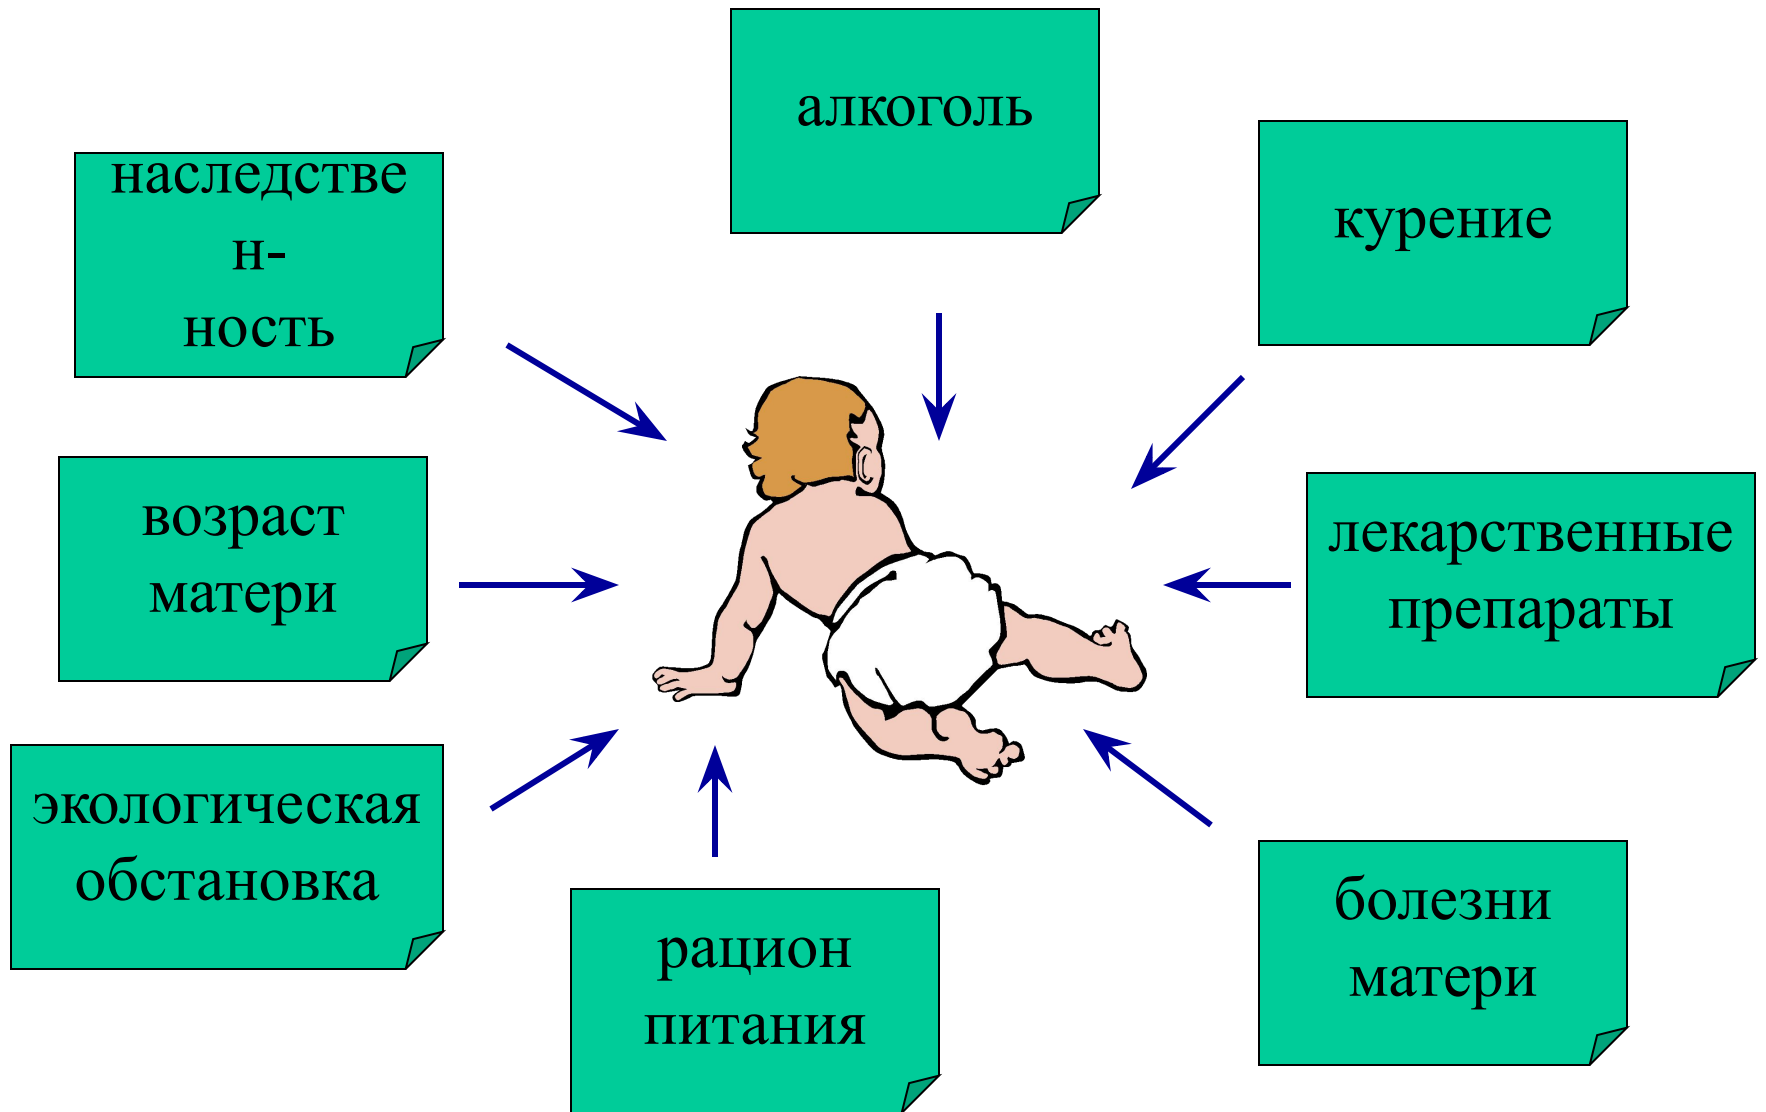 алкоголь
наследстве
н-
ность
курение
возраст
матери
лекарственные
препараты
экологическая
обстановка
рацион
питания
болезни
матери